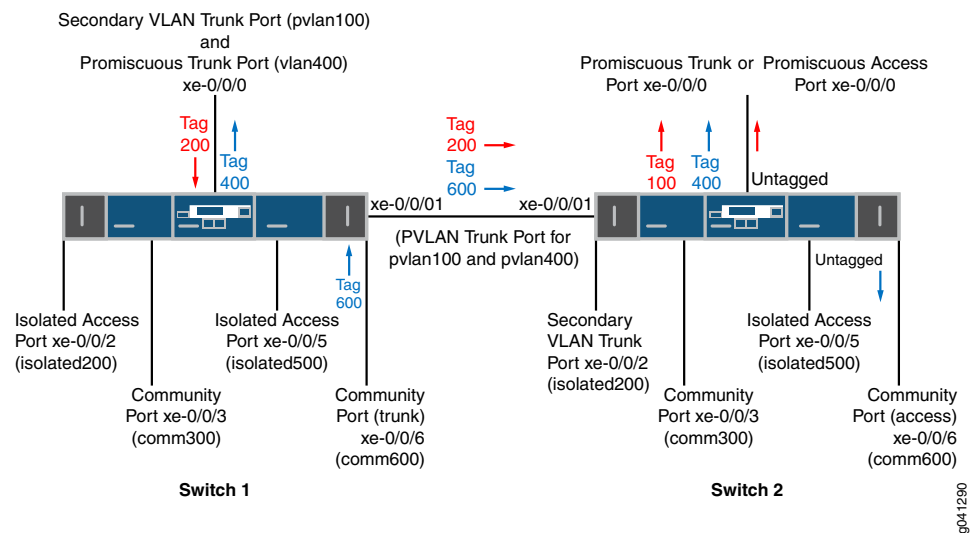 Secondary VLAN Trunk Port (pvlan100)
and
Promiscuous Trunk Port (vlan400)
xe-0/0/0
Tag
200
Tag
400
Tag
200
Tag
600
Promiscuous Trunk or Promiscuous Access
Port xe-0/0/0 Port xe-0/0/0
Tag
100
Tag
400
Untagged
xe-0/0/01 xe-0/0/01
(PVLAN Trunk Port for
pvlan100 and pvlan400)
Tag
600
Untagged
Isolated Access
Port xe-0/0/2
(isolated200)
Isolated Access
Port xe-0/0/5
(isolated500)
Community
Port xe-0/0/3
(comm300)
Community
Port (trunk)
xe-0/0/6
(comm600)
Switch 1
Secondary
VLAN Trunk
Port xe-0/0/2
(isolated200)
Isolated Access
Port xe-0/0/5
(isolated500)
Community
Port xe-0/0/3
(comm300)
Community
Port (access)
xe-0/0/6
(comm600)
Switch 2
g041290